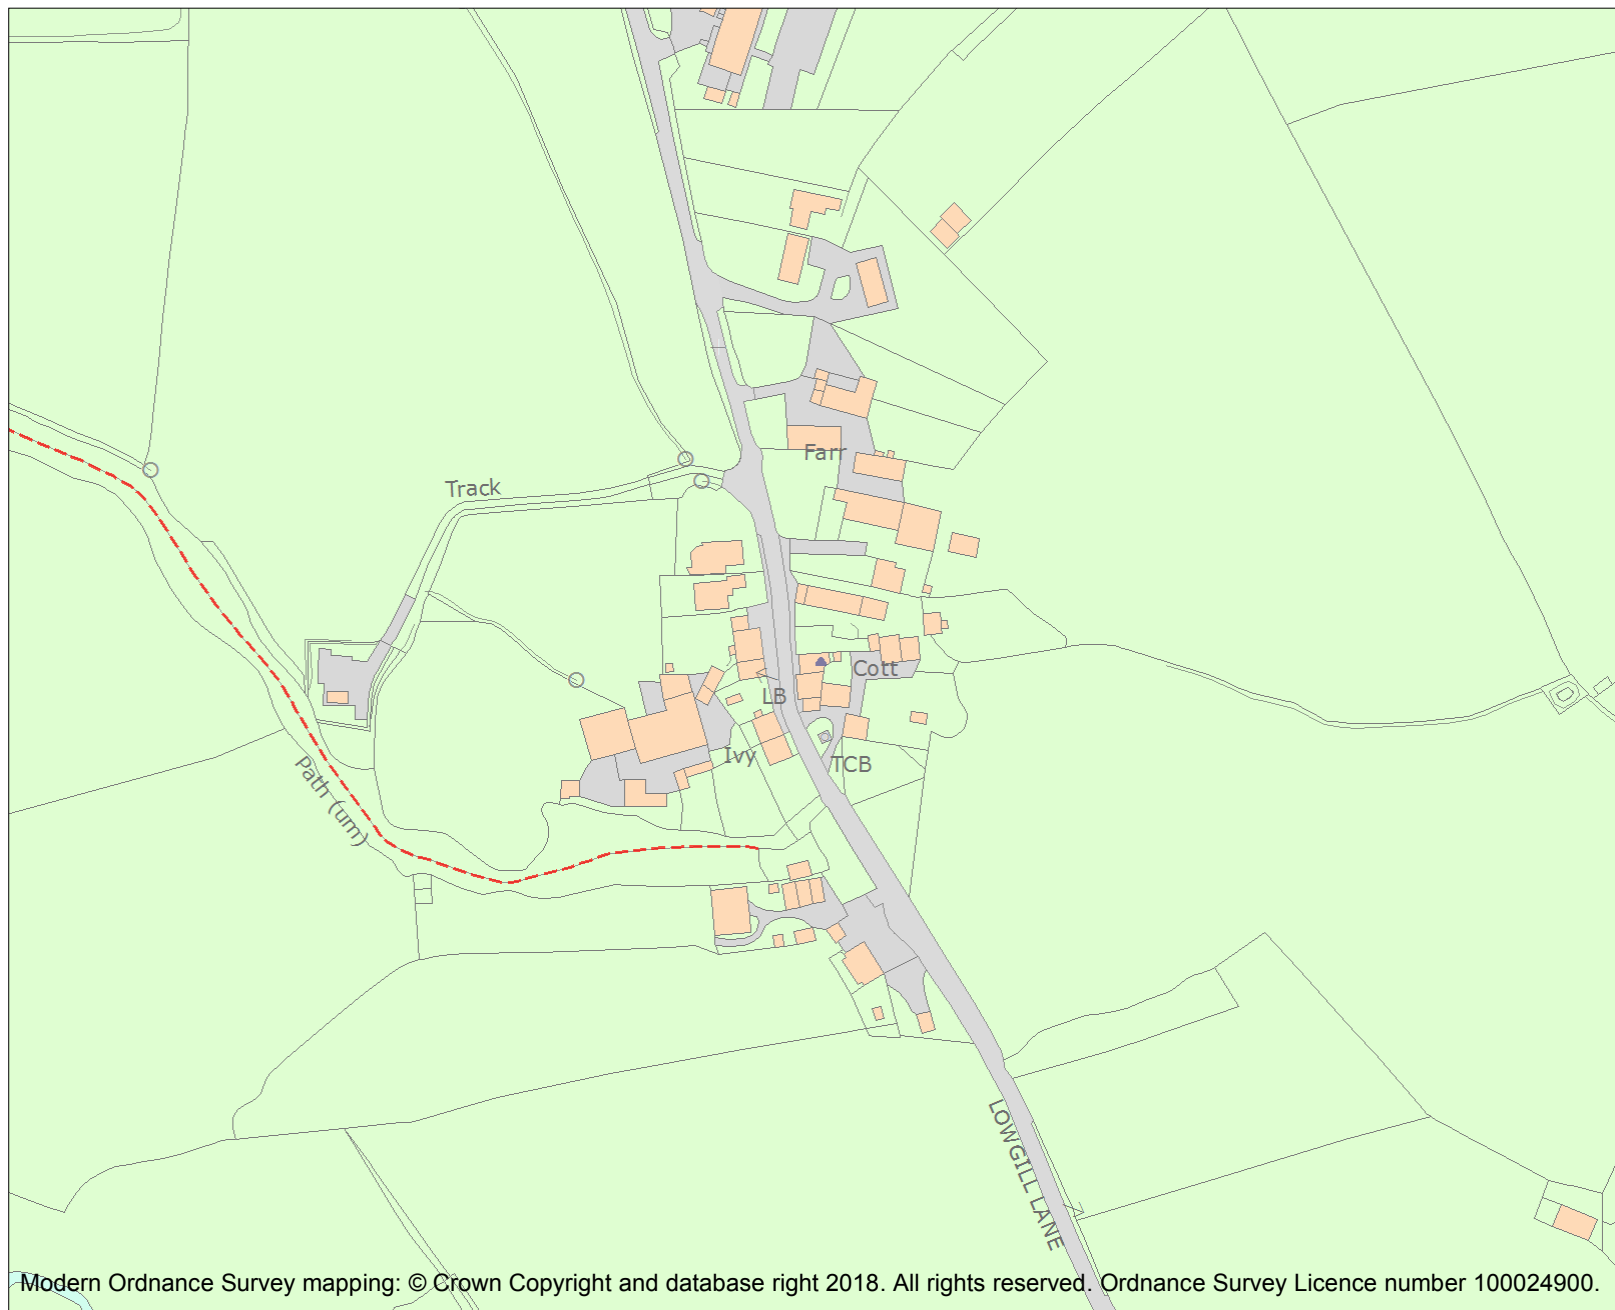 Farr
Track
Cott
LB
Ivy
TCB
Path (um)
LOWGILL LANE
Modern Ordnance Survey mapping: © Crown Copyright and database right 2018. All rights reserved. Ordnance Survey Licence number 100024900.